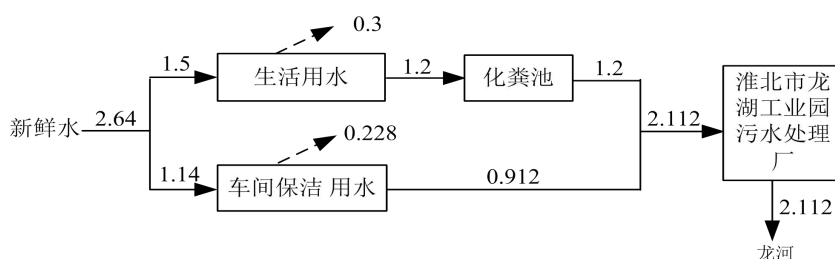 0.3
1.5
生活用水
1.2
化粪池
1.2
淮北市龙
湖工业园
污水处理
厂
新鲜水
2.64
2.112
0.228
1.14
车间保洁 用水
0.912
2.112
龙河